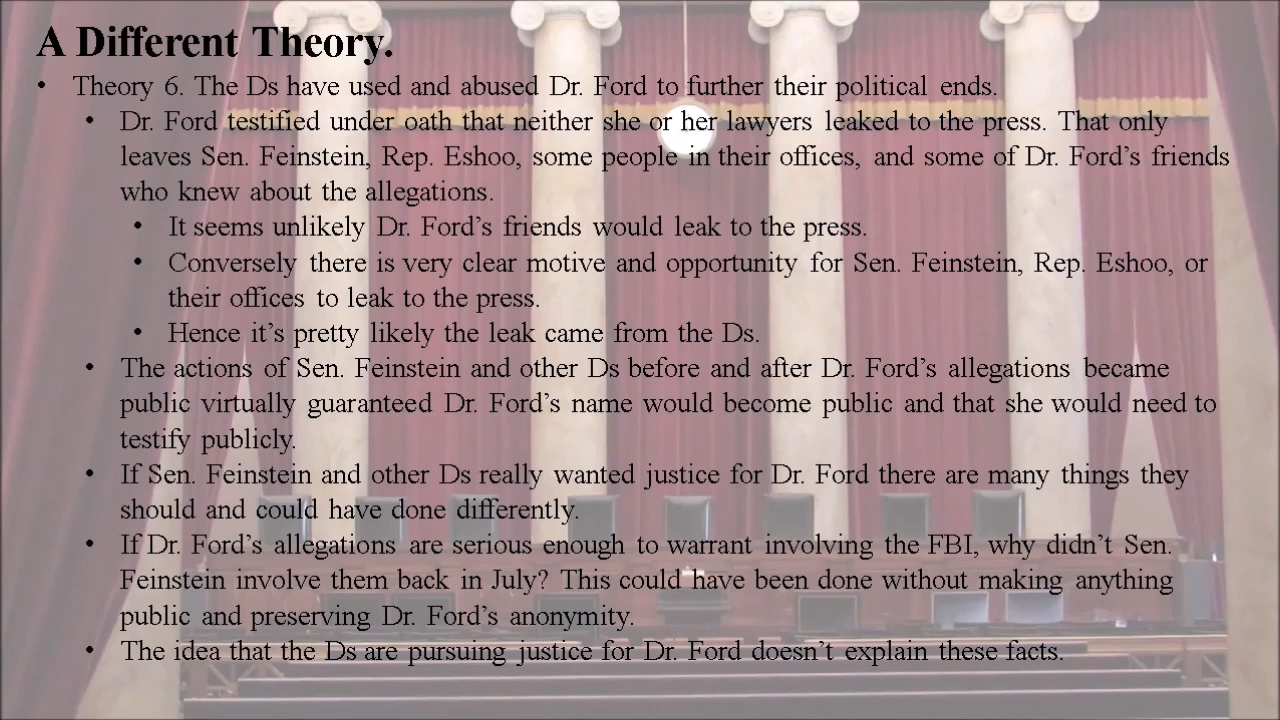 A Different Theory.
• Theory 6. The Ds have used and abused Dr. Ford to further their political ends.
• Dr. Ford testified under oath that neither she or her lawyers leaked to the press. That only
leaves Sen. Feinstein, Rep. Eshoo, some people in their offices, and some of Dr. Ford’s friends
who knew about the allegations.
• It seems unlikely Dr. Ford’s friends would leak to the press.
• Conversely there is very clear motive and opportunity for Sen. Feinstein, Rep. Eshoo, or
their offices to leak to the press.
• Hence it’s pretty likely the leak came from the Ds.
• The actions of Sen. Feinstein and other Ds before and after Dr. Ford’s allegations became
public virtually guaranteed Dr. Ford’s name would become public and that she would need to
testify publicly.
• If Sen. Feinstein and other Ds really wanted justice for Dr. Ford there are many things they
should and could have done differently.
• If Dr. Ford’s allegations are serious enough to warrant involving the FBI, why didn’t Sen.
Feinstein involve them back in July? This could have been done without making anything
public and preserving Dr. Ford’s anonymity.
• The idea that the Ds are pursuing justice for Dr. Ford doesn’t explain these facts.